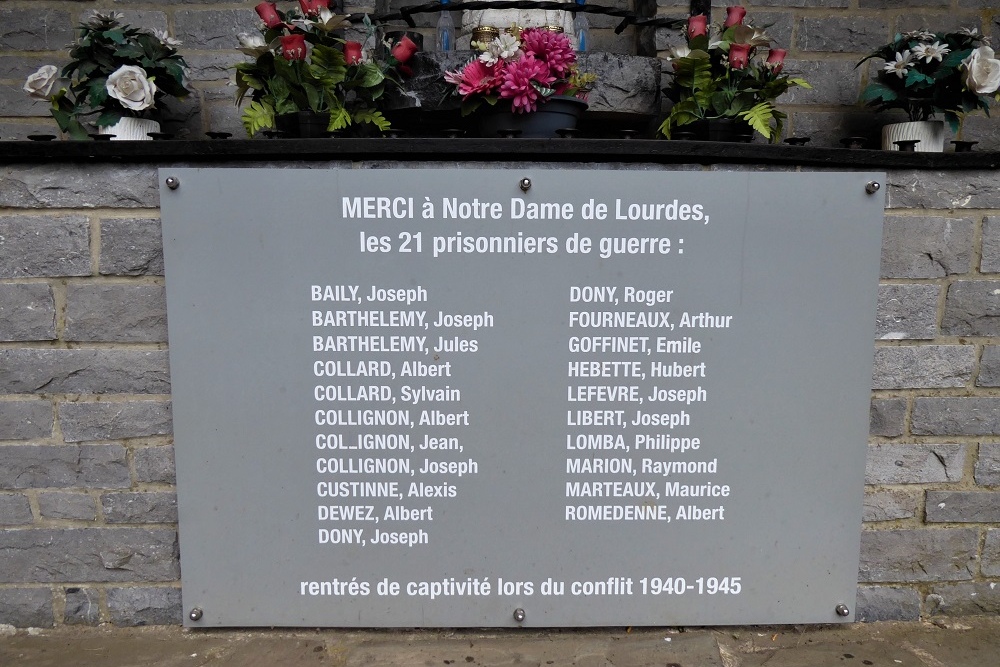 MERCI à Notre Dame de Lourdes,
les 21 prisonniers de guerre :
BAILY, Joseph
BARTHELEMY, Joseph
BARTHELEMY, Jules
COLLARD, Albert
COLLARD, Sylvain
COLLIGNON, Albert
COLLIGNON, Jean,
COLLIGNON, Joseph
CUSTINNE, Alexis
DEWEZ, Albert
DONY, Joseph
DONY, Roger
FOURNEAUX, Arthur
GOFFINET, Emile
HEBETTE, Hubert
LEFEVRE, Joseph
LIBERT, Joseph
LOMBA, Philippe
MARION, Raymond
MARTEAUX, Maurice
ROMEDENNE, Albert
rentrés de captivité lors du conflit 1940-1945